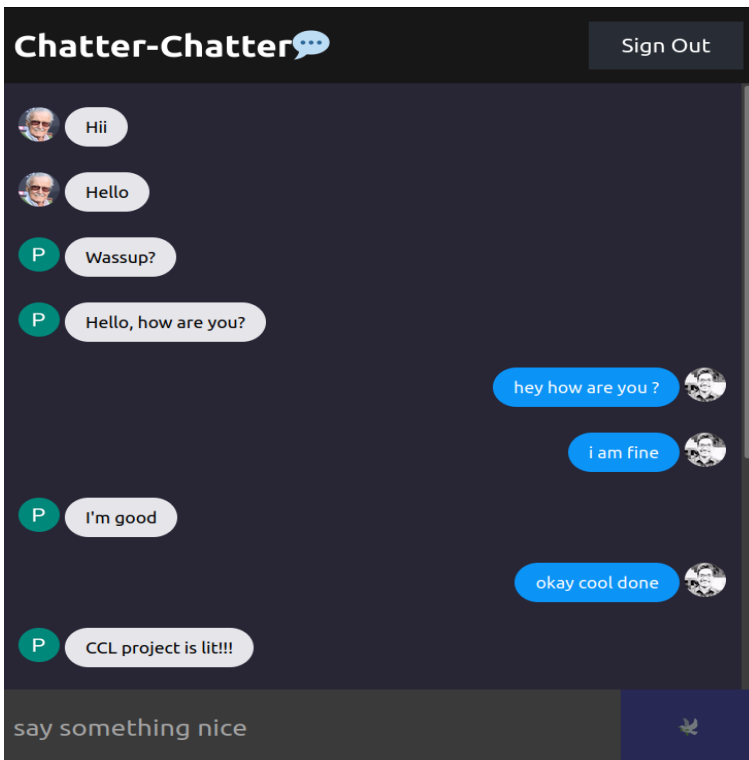 Chatter-Chatter💬
Sign Out
Hii
Hello
P
Wassup?
P
Hello, how are you?
hey how are you ?
i am fine
P
I'm good
okay cool done
P
CCL project is lit!!!
say something nice